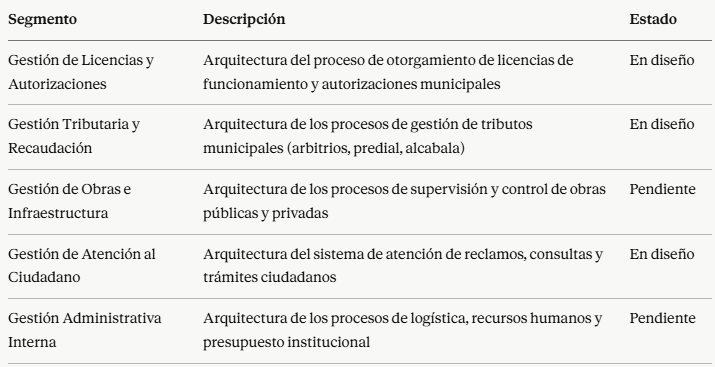 Segmento Descripción Estado
Gestión de Licencias y Arquitectura del proceso de otorgamiento de licencias de En diseño
Autorizaciones funcionamiento y autorizaciones municipales
Gestión Tributaria y Arquitectura de los procesos de gestión de tributos En diseño
Recaudación municipales (arbitrios, predial, alcabala)
Gestión de Obras e Arquitectura de los procesos de supervisión y control de obras Pendiente
Infraestructura públicas y privadas
Gestión de Atención al Arquitectura del sistema de atención de reclamos, consultas y En diseño
Ciudadano trámites ciudadanos
Gestión Administrativa Arquitectura de los procesos de logística, recursos humanos y Pendiente
Interna presupuesto institucional